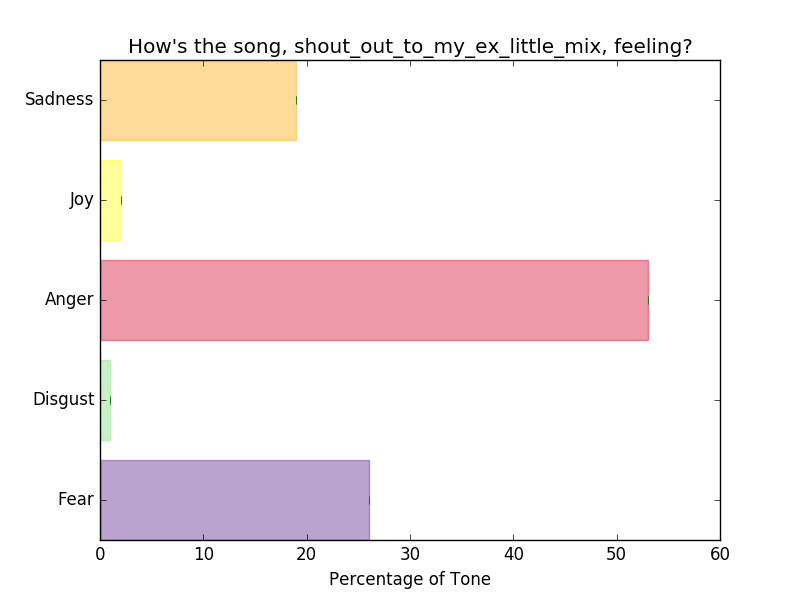 How's the song, shout_out_to_my_ex_little_mix, feeling?
Sadness
Joy
Anger
Disgust
Fear
0 10 20 30 40 50 60
Percentage of Tone